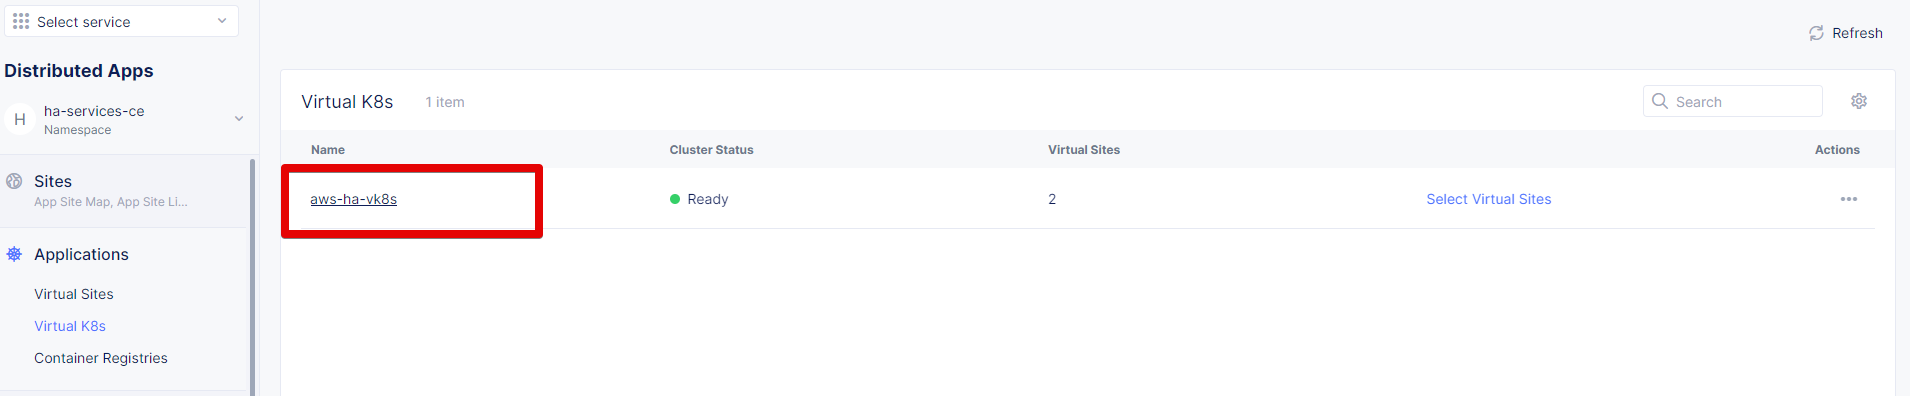 Select service
Refresh
Distributed Apps
H
ha-services-ce
Namespace
Virtual K8s 1 item
Search
Name Cluster Status Virtual Sites Actions
Sites
App Site Map, App Site Li...
aws-ha-vk8s Ready 2 Select Virtual Sites
Applications
Virtual Sites
Virtual K8s
Container Registries